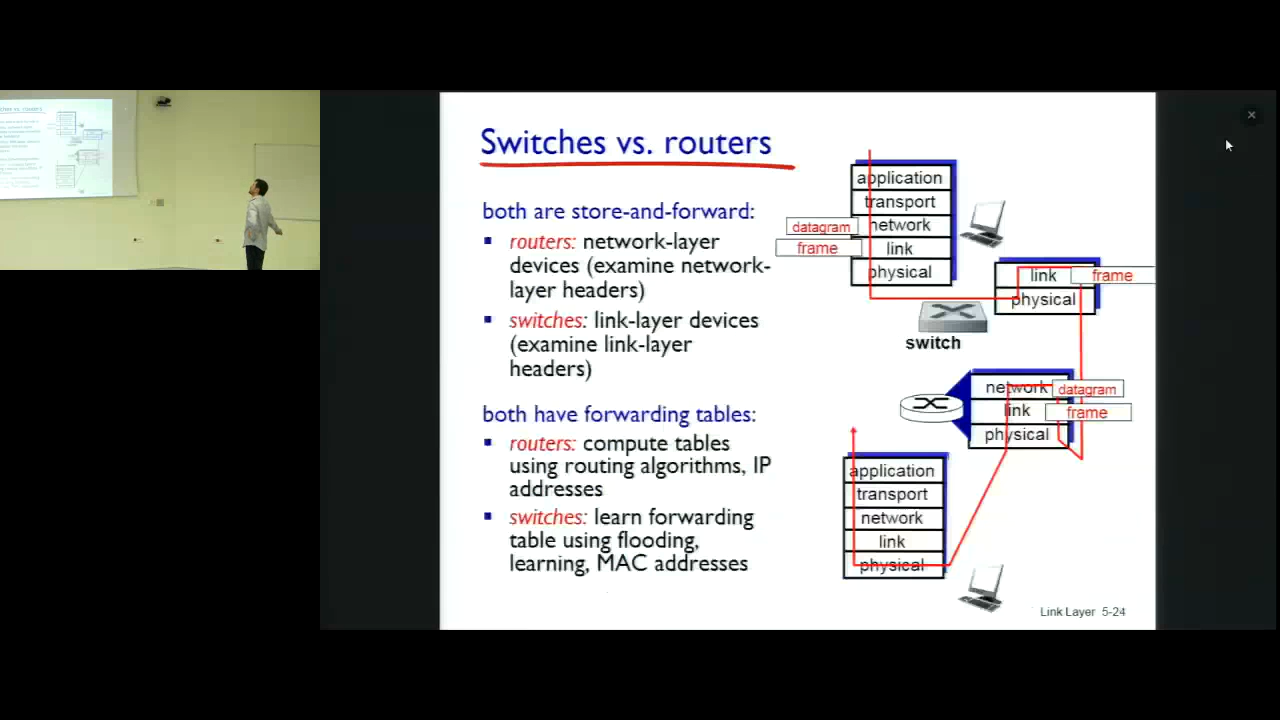 Switches vs. routers
both are store-and-forward:
routers: network-layer
devices (examine network-
layer headers)
switches: link-layer devices
(examine link-layer
headers)
both have forwarding tables:
routers: compute tables
using routing algorithms, IP
addresses
switches: learn forwarding
table using flooding,
learning, MAC addresses
application
transport
network
link
physical
datagram
frame
link
physical
frame
switch
network
link
physical
datagram
frame
application
transport
network
link
physical
Link Layer 5-24